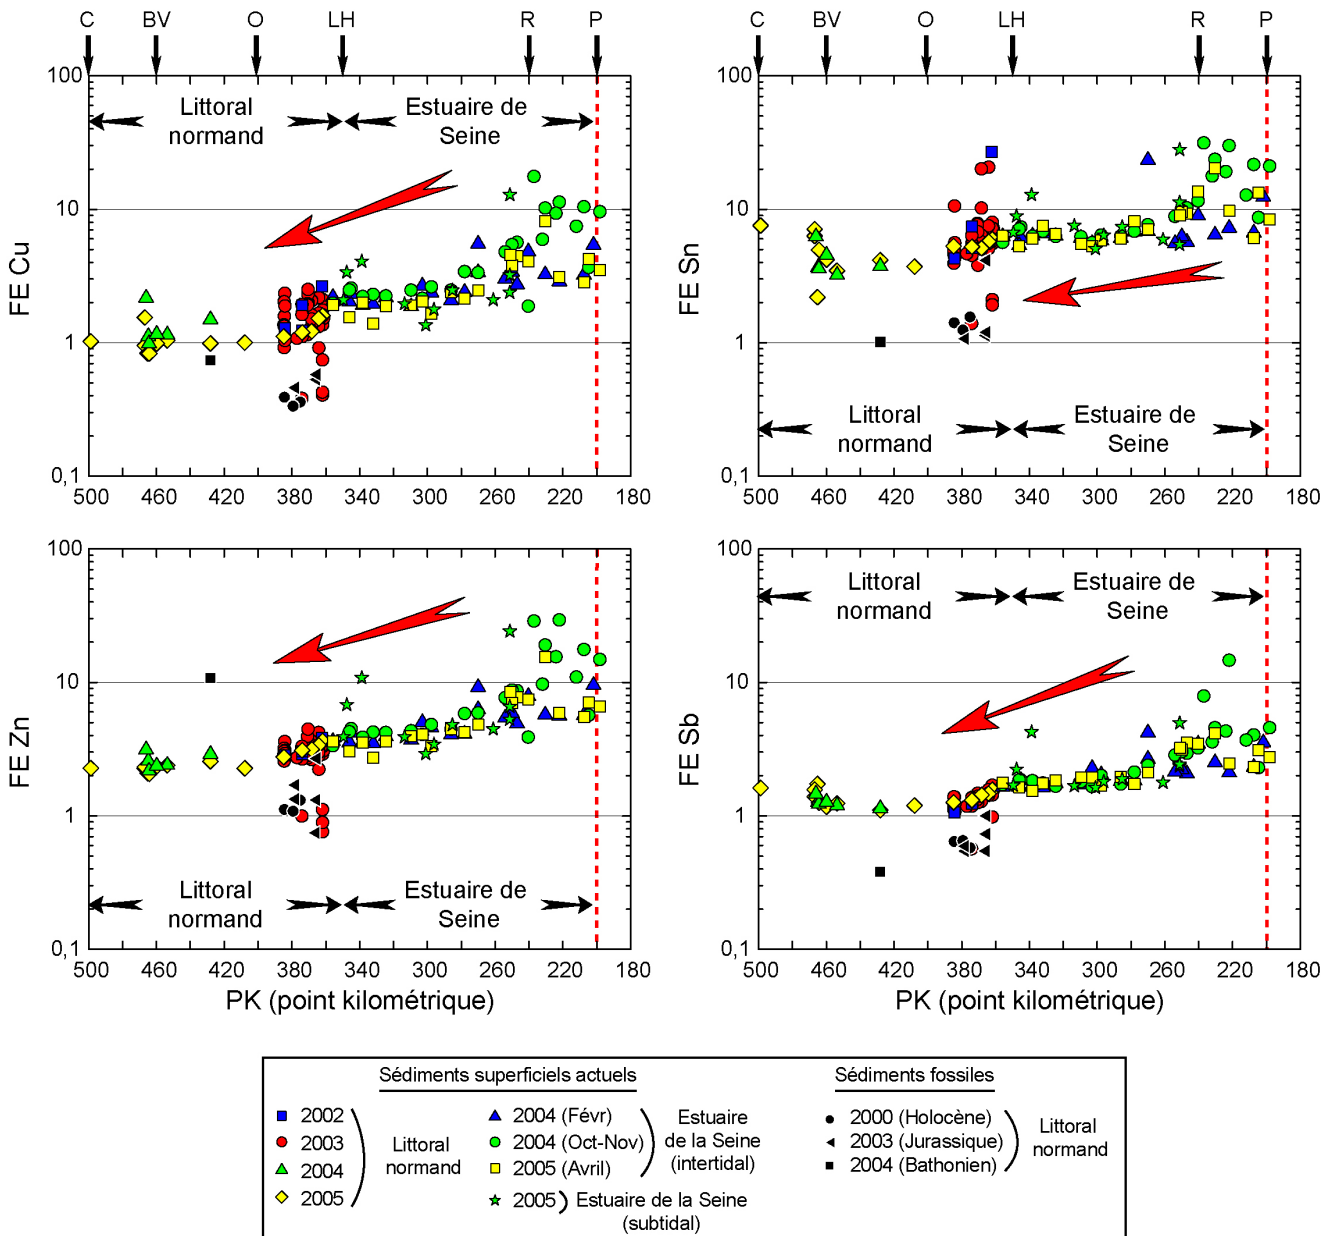 C BV O LH R P
C BV O LH R P
100
10
1
0,1
FE Cu
Littoral
normand
Estuaire de
Seine
500 460 420 380 340 300 260 220 180
100
10
1
0,1
FE Sn
Littoral
normand
Estuaire de
Seine
500 460 420 380 340 300 260 220 180
100
10
1
0,1
FE Zn
Littoral
normand
Estuaire de
Seine
500 460 420 380 340 300 260 220 180
PK (point kilométrique)
100
10
1
0,1
FE Sb
Littoral
normand
Estuaire de
Seine
500 460 420 380 340 300 260 220 180
PK (point kilométrique)
Sédiments superficiels actuels
2002
2003
2004
2005
Littoral
normand
2004 (Févr)
2004 (Oct-Nov)
2005 (Avril)
Estuaire
de la Seine
(intertidal)
2005 Estuaire de la Seine
(subtidal)
Sédiments fossiles
2000 (Holocène)
2003 (Jurassique)
2004 (Bathonien)
Littoral
normand